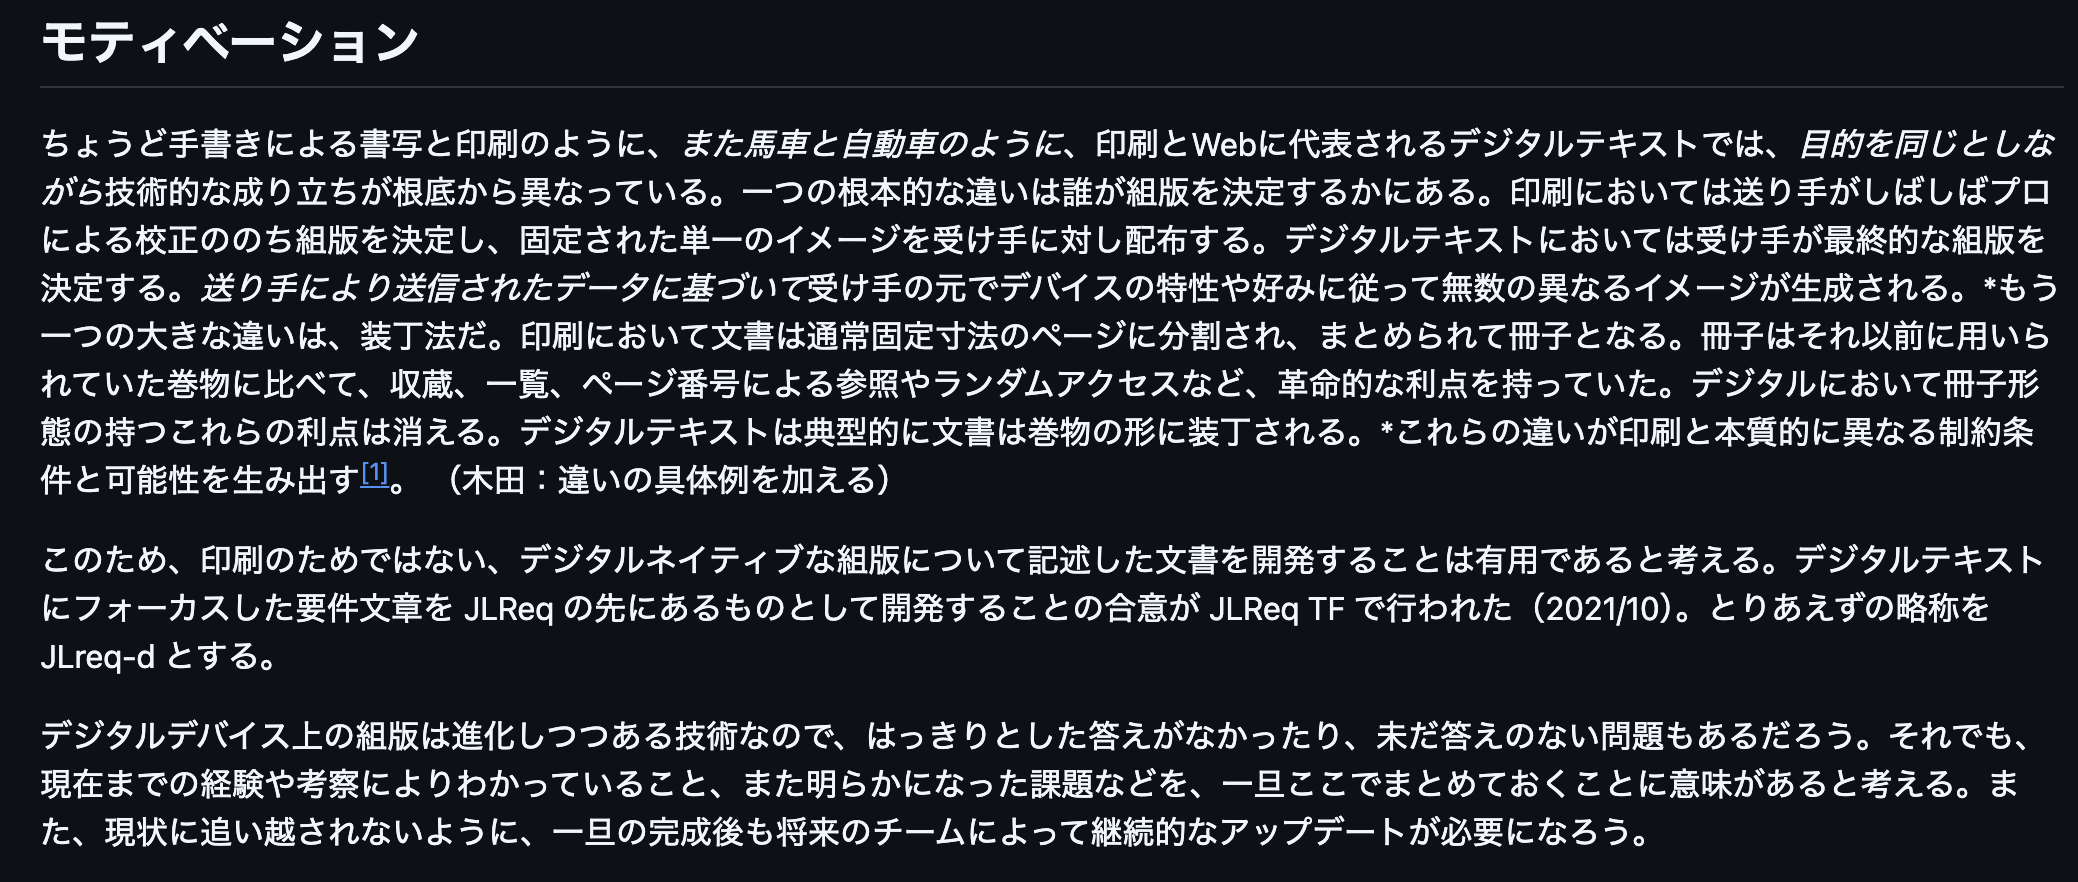 モティベーション
ちょうど手書きによる書写と印刷のように、また馬車と自動車のように、印刷とWebに代表されるデジタルテキストでは、目的を同じとしな
がら技術的な成り立ちが根底から異なっている。一つの根本的な違いは誰が組版を決定するかにある。印刷においては送り手がしばしばプロ
による校正ののち組版を決定し、固定された単一のイメージを受け手に対し配布する。デジタルテキストにおいては受け手が最終的な組版を
決定する。送り手により送信されたデータに基づいて受け手の元でデバイスの特性や好みに従って無数の異なるイメージが生成される。*もう
一つの大きな違いは、装丁法だ。印刷において文書は通常固定寸法のページに分割され、まとめられて冊子となる。冊子はそれ以前に用いら
れていた巻物に比べて、収蔵、一覧、ページ番号による参照やランダムアクセスなど、革命的な利点を持っていた。デジタルにおいて冊子形
態の持つこれらの利点は消える。デジタルテキストは典型的に文書は巻物の形に装丁される。*これらの違いが印刷と本質的に異なる制約条
件と可能性を生み出す[1]。 （木田：違いの具体例を加える）
このため、印刷のためではない、デジタルネイティブな組版について記述した文書を開発することは有用であると考える。デジタルテキスト
にフォーカスした要件文章を JLReq の先にあるものとして開発することの合意が JLReq TF で行われた（2021/10）。とりあえずの略称を
JLreq-d とする。
デジタルデバイス上の組版は進化しつつある技術なので、はっきりとした答えがなかったり、未だ答えのない問題もあるだろう。それでも、
現在までの経験や考察によりわかっていること、また明らかになった課題などを、一旦ここでまとめておくことに意味があると考える。ま
た、現状に追い越されないように、一旦の完成後も将来のチームによって継続的なアップデートが必要になろう。